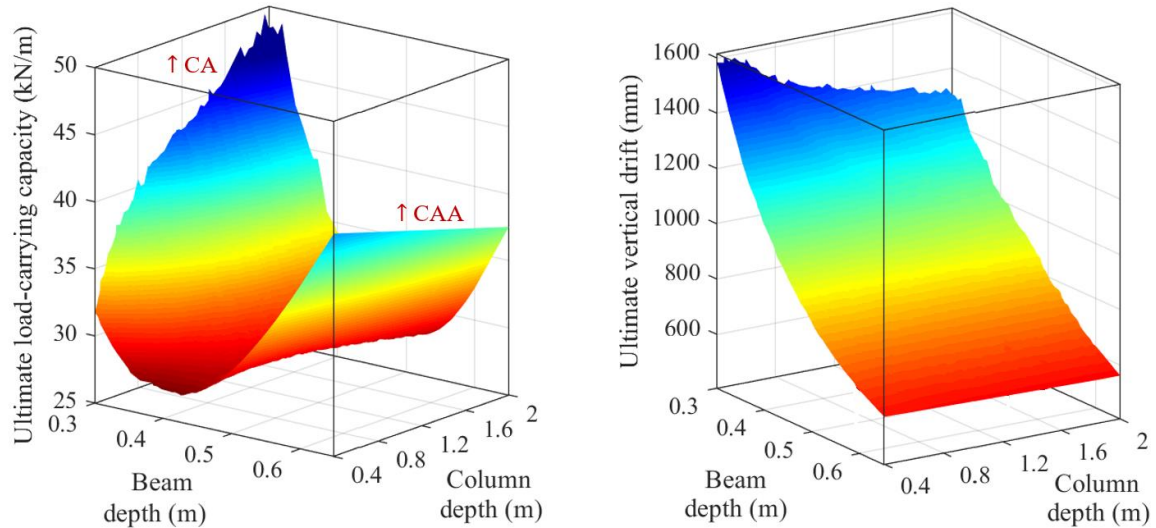 Ultimate load-carrying capacity (kN/m)
50
45
40
35
30
25
↑ CA
↑ CAA
0.3
0.4
0.5
0.6
Beam
depth (m)
0.4
0.8
1.2
1.6
2
Column
depth (m)
Ultimate vertical drift (mm)
1600
1400
1200
1000
800
600
0.3
0.4
0.5
0.6
Beam
depth (m)
0.4
0.8
1.2
1.6
2
Column
depth (m)